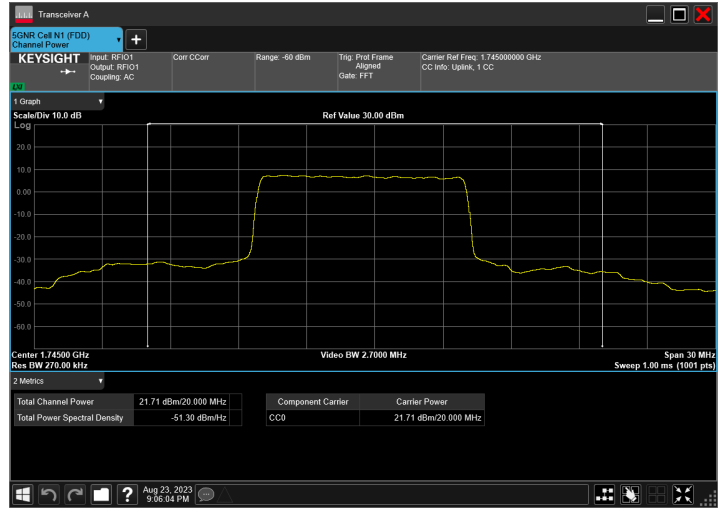 Transceiver A
5GNR Cell N1 (FDD)
Channel Power
KEYSIGHT
LXI
Input: RFIO1
Output: RFIO1
Coupling: AC
Corr CCorr
Range: -60 dBm
Trig: Prot Frame
Aligned
Gate: FFT
Carrier Ref Freq: 1.745000000 GHz
CC Info: Uplink, 1 CC
1 Graph
Scale/Div 10.0 dB
Ref Value 30.00 dBm
Log
20.0
10.0
0.00
-10.0
-20.0
-30.0
-40.0
-50.0
-60.0
Center 1.74500 GHz
Video BW 2.7000 MHz
Span 30 MHz
Res BW 270.00 kHz
Sweep 1.00 ms (1001 pts)
2 Metrics
Total Channel Power 21.71 dBm/20.000 MHz
Total Power Spectral Density -51.30 dBm/Hz
Component Carrier Carrier Power
CC0 21.71 dBm/20.000 MHz
Aug 23, 2023
9:06:04 PM